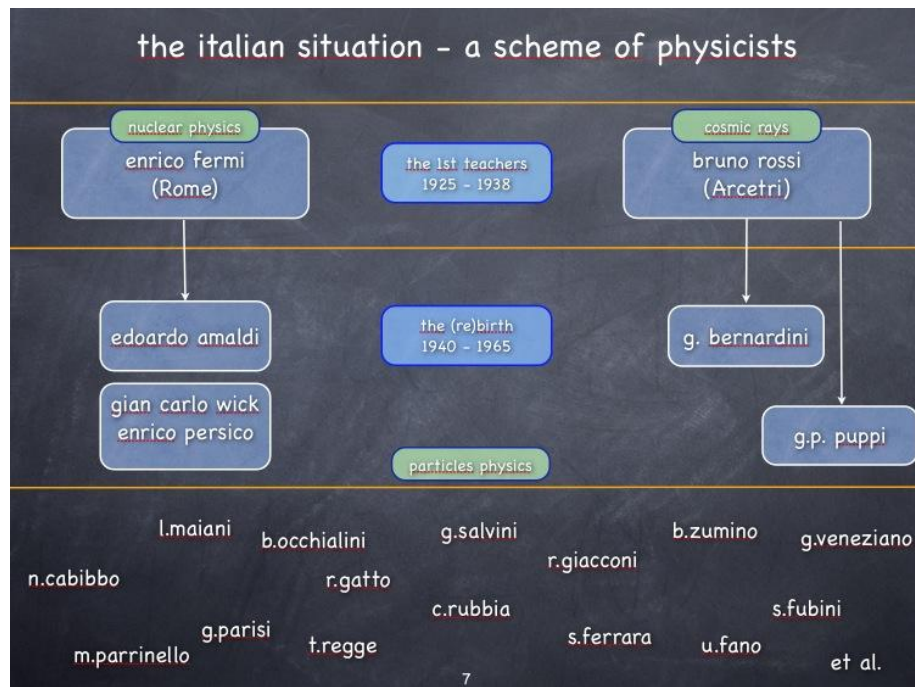 the italian situation - a scheme of physicists
nuclear physics
enrico fermi
(Rome)
the 1st teachers
1925 - 1938
cosmic rays
bruno rossi
(Arcetri)
edoardo amaldi
the (re)birth
1940 - 1965
g. bernardini
gian carlo wick
enrico persico
g.p. puppi
particles physics
l.maiani
b.occhialini
g.salvini
b.zumino
g.veneziano
r.giacconi
n.cabibbo
r.gatto
c.rubbia
s.fubini
g.parisi
t.regge
s.ferrara
u.fano
m.parrinello
et al.
7